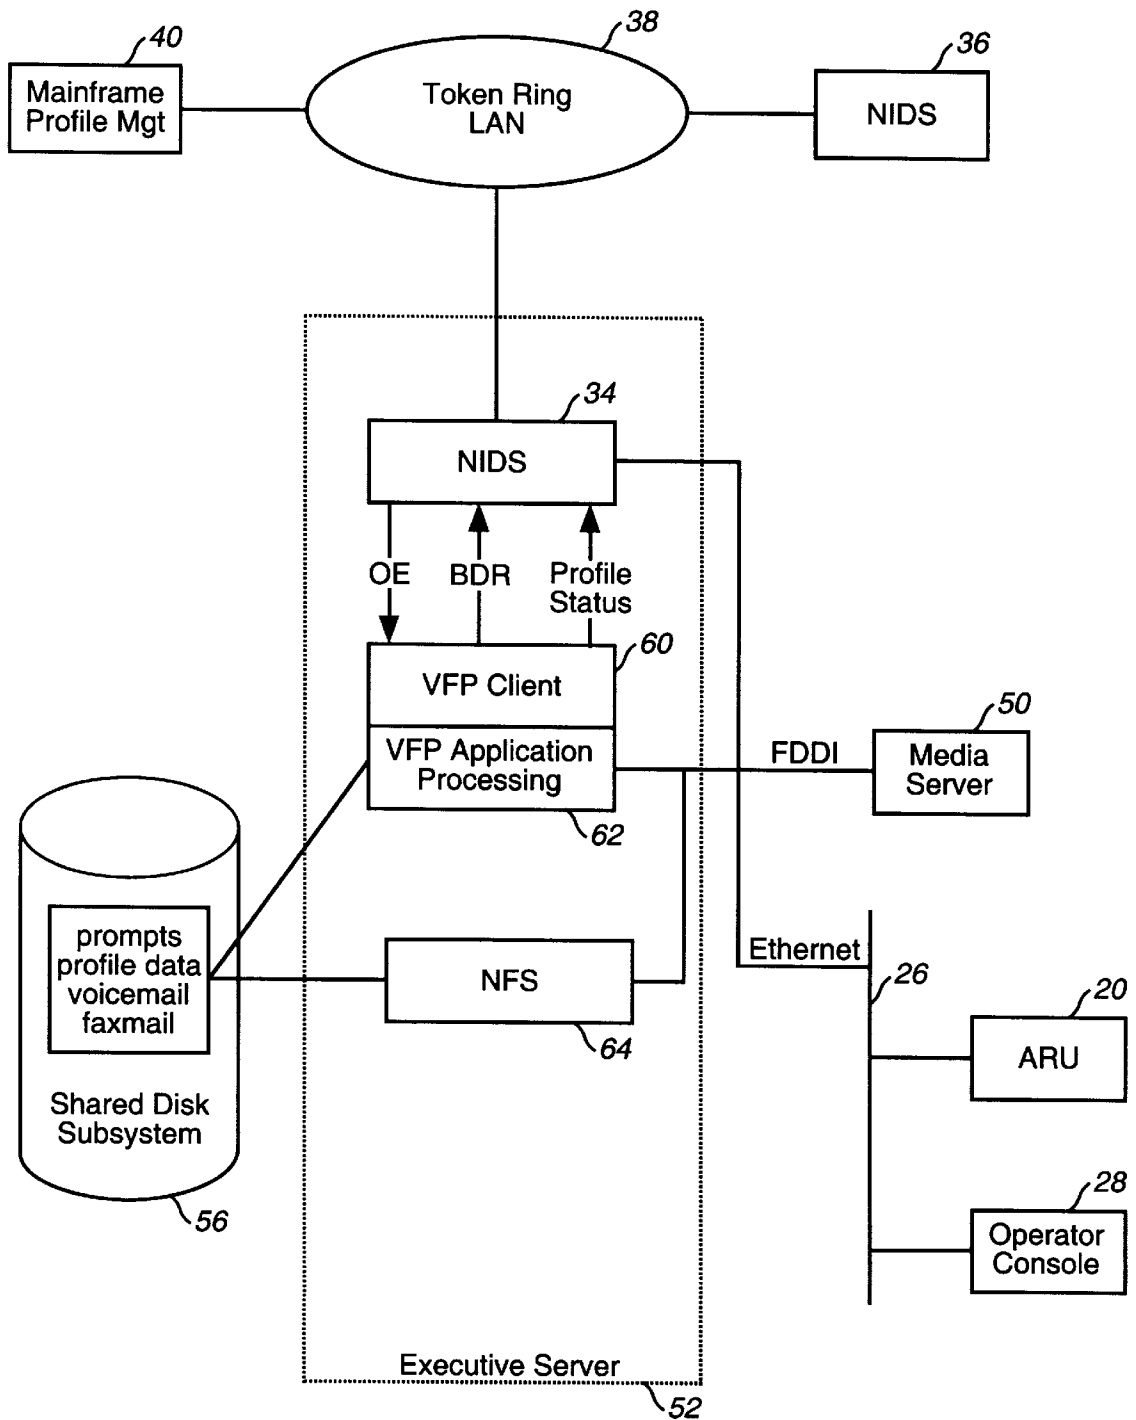 40
38
36
Mainframe
Profile Mgt
Token Ring
LAN
NIDS
34
NIDS
OE
BDR
Profile
Status
60
VFP Client
VFP Application
Processing
62
50
FDDI
Media
Server
prompts
profile data
voicemail
faxmail
Shared Disk
Subsystem
56
NFS
64
Ethernet
26
20
ARU
28
Operator
Console
Executive Server
52